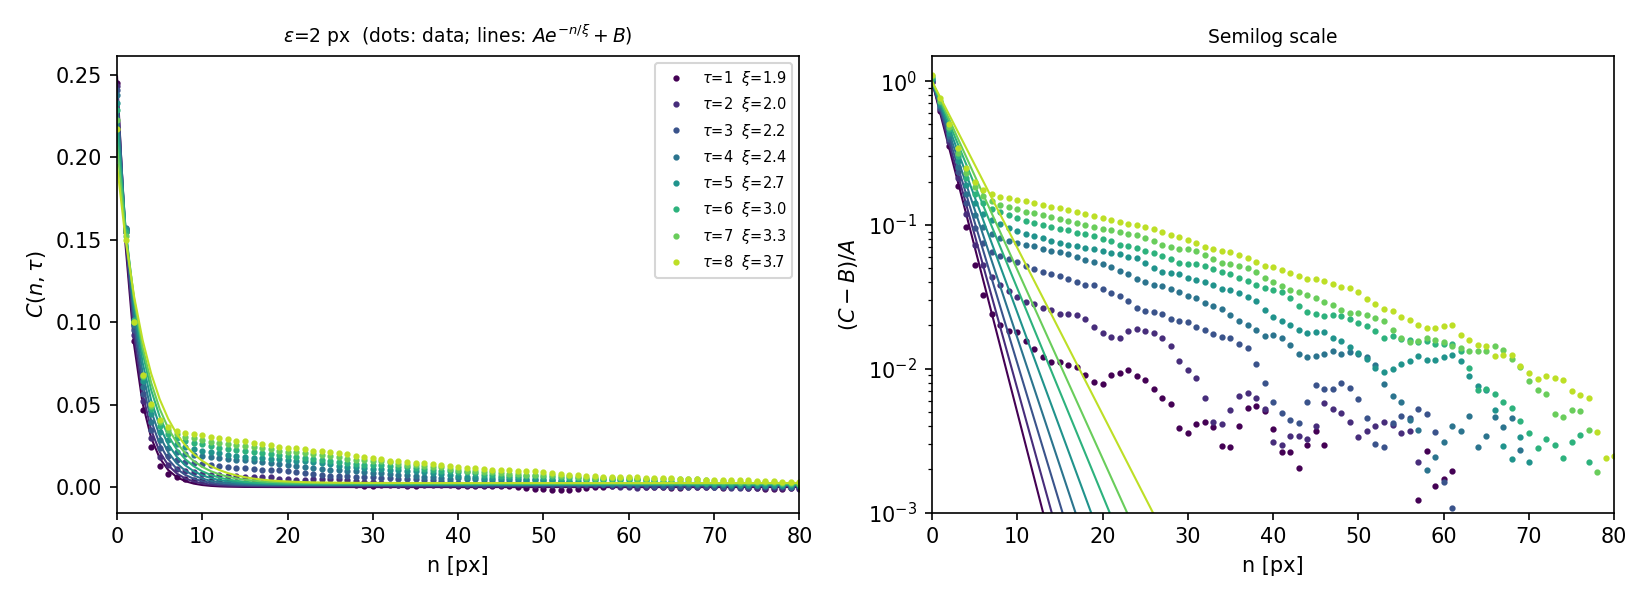 ε=2 px  (dots: data; lines: Ae^{-n/ξ} + B)
C(n, τ)
0.25
0.20
0.15
0.10
0.05
0.00
τ=1  ξ=1.9
τ=2  ξ=2.0
τ=3  ξ=2.2
τ=4  ξ=2.4
τ=5  ξ=2.7
τ=6  ξ=3.0
τ=7  ξ=3.3
τ=8  ξ=3.7
0 10 20 30 40 50 60 70 80
n [px]
Semilog scale
(C − B)/A
10^0
10^{-1}
10^{-2}
10^{-3}
0 10 20 30 40 50 60 70 80
n [px]